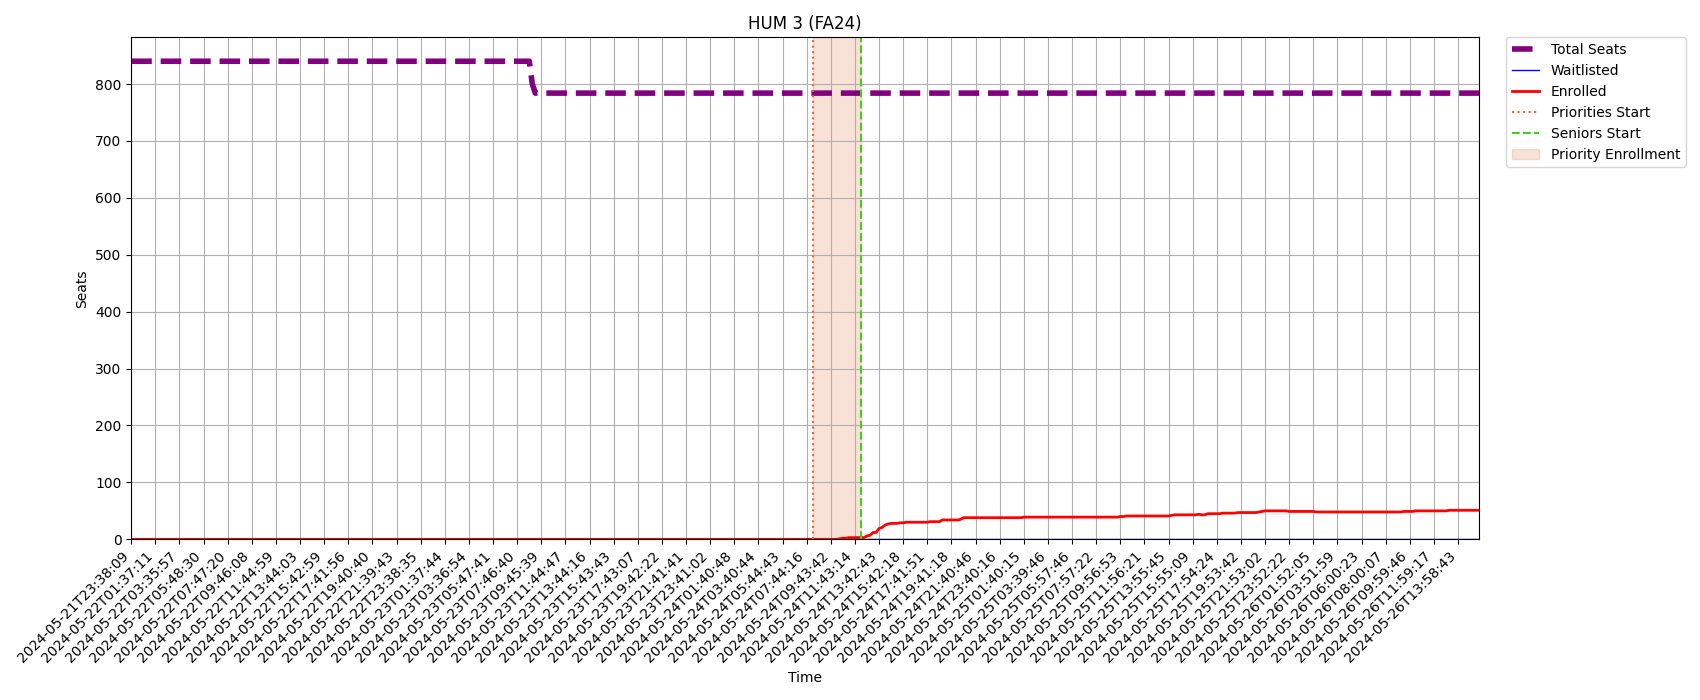 HUM 3 (FA24)
Total Seats
Waitlisted
Enrolled
Priorities Start
Seniors Start
Priority Enrollment
Seats
800
700
600
500
400
300
200
100
0
2024-05-21T23:38:09
2024-05-22T01:37:11
2024-05-22T03:35:57
2024-05-22T05:48:30
2024-05-22T07:47:20
2024-05-22T09:46:08
2024-05-22T11:44:59
2024-05-22T13:44:03
2024-05-22T15:42:59
2024-05-22T17:41:56
2024-05-22T19:40:40
2024-05-22T21:39:43
2024-05-22T23:38:35
2024-05-23T01:37:44
2024-05-23T03:36:54
2024-05-23T05:47:41
2024-05-23T07:46:40
2024-05-23T09:45:39
2024-05-23T11:44:47
2024-05-23T13:44:16
2024-05-23T15:43:43
2024-05-23T17:43:07
2024-05-23T19:42:22
2024-05-23T21:41:41
2024-05-23T23:41:02
2024-05-24T01:40:48
2024-05-24T03:40:44
2024-05-24T05:44:43
2024-05-24T07:44:16
2024-05-24T09:43:42
2024-05-24T11:43:14
2024-05-24T13:42:43
2024-05-24T15:42:18
2024-05-24T17:41:51
2024-05-24T19:41:18
2024-05-24T21:40:46
2024-05-24T23:40:16
2024-05-25T01:40:15
2024-05-25T03:39:46
2024-05-25T05:57:46
2024-05-25T07:57:22
2024-05-25T09:56:53
2024-05-25T11:56:21
2024-05-25T13:55:45
2024-05-25T15:55:09
2024-05-25T17:54:24
2024-05-25T19:53:42
2024-05-25T21:53:02
2024-05-25T23:52:22
2024-05-26T01:52:05
2024-05-26T03:51:59
2024-05-26T06:00:23
2024-05-26T08:00:07
2024-05-26T09:59:46
2024-05-26T11:59:17
2024-05-26T13:58:43
Time